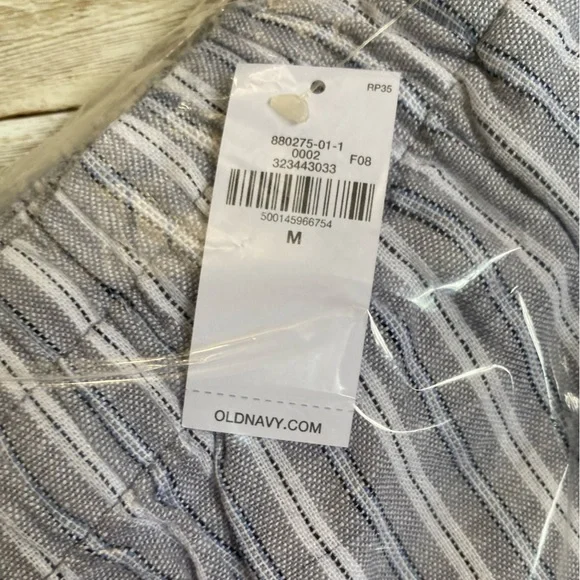 RP35
880275-01-1
0002 F08
323443033
500145966754
M
OLDNAVY.COM